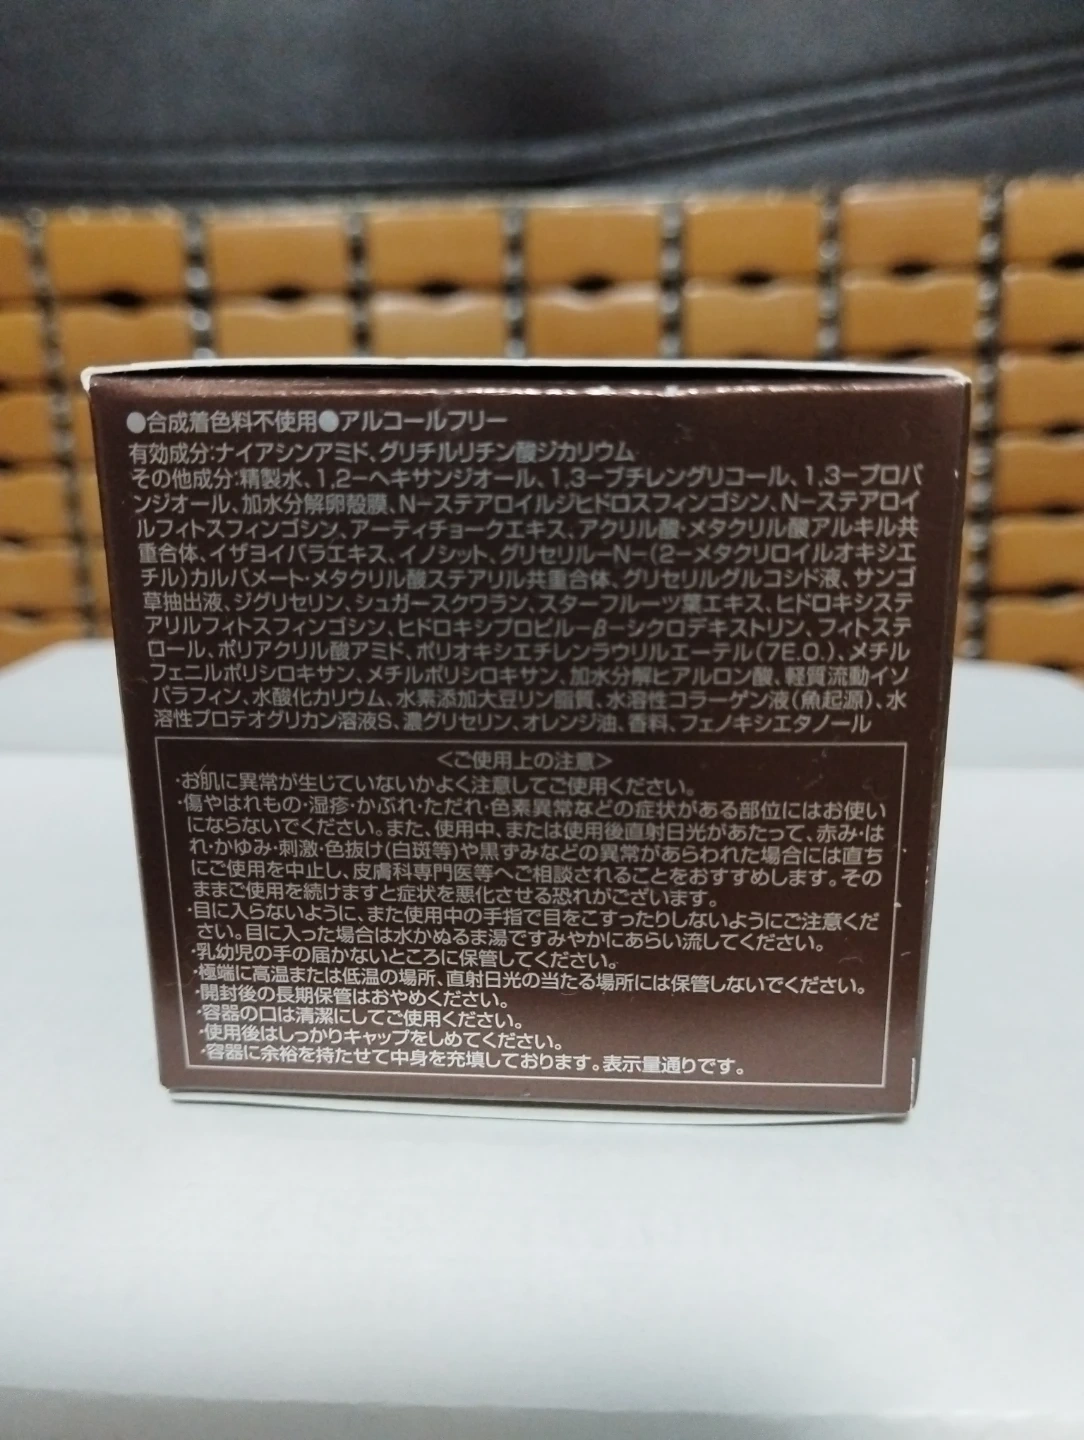 ●合成着色料不使用●アルコールフリー
有効成分:ナイアシンアミド、グリチルリチン酸ジカリウム
その他成分:精製水、1,2−ヘキサンジオール、1,3−ブチレングリコール、1,3−プロパ
ンジオール、加水分解卵殻膜、N−ステアロイルジヒドロスフィンゴシン、N−ステアロイ
ルフィトスフィンゴシン、アーティチョークエキス、アクリル酸・メタクリル酸アルキル共
重合体、イザヨイバラエキス、イノシット、グリセリル−N−(2−メタクリロイルオキシエ
チル)カルバメート・メタクリル酸ステアリル共重合体、グリセリルグルコシド液、サンゴ
草抽出液、ジグリセリン、シュガースクワラン、スターフルーツ葉エキス、ヒドロキシステ
アリルフィトスフィンゴシン、ヒドロキシプロピル−β−シクロデキストリン、フィトステ
ロール、ポリアクリル酸アミド、ポリオキシエチレンラウリルエーテル(7E.O.)、メチル
フェニルポリシロキサン、メチルポリシロキサン、加水分解ヒアルロン酸、軽質流動イソ
パラフィン、水酸化カリウム、水素添加大豆リン脂質、水溶性コラーゲン液(魚起源)、水
溶性プロテオグリカン溶液S、濃グリセリン、オレンジ油、香料、フェノキシエタノール
<ご使用上の注意>
・お肌に異常が生じていないかよく注意してご使用ください。
・傷やはれもの・湿疹・かぶれ・ただれ・色素異常などの症状がある部位にはお使い
にならないでください。また、使用中、または使用後直射日光があたって、赤み・は
れ・かゆみ・刺激・色抜け(白斑等)や黒ずみなどの異常があらわれた場合には直ち
にご使用を中止し、皮膚科専門医等へご相談されることをおすすめします。その
ままご使用を続けますと症状を悪化させる恐れがございます。
・目に入らないように、また使用中の手指で目をこすったりしないようにご注意くだ
さい。目に入った場合は水かぬるま湯ですみやかにあらい流してください。
・乳幼児の手の届かないところに保管してください。
・極端に高温または低温の場所、直射日光の当たる場所には保管しないでください。
・開封後の長期保管はおやめください。
・容器の口は清潔にしてご使用ください。
・使用後はしっかりキャップをしめてください。
・容器に余裕を持たせて中身を充填しております。表示量通りです。